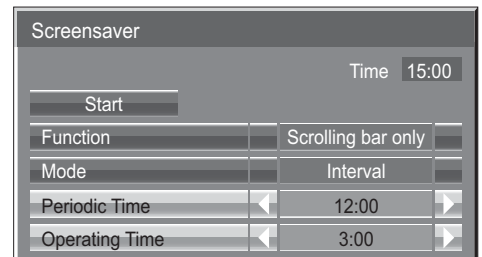 Screensaver
Time 15:00
Start
Function Scrolling bar only
Mode Interval
Periodic Time 12:00
Operating Time 3:00